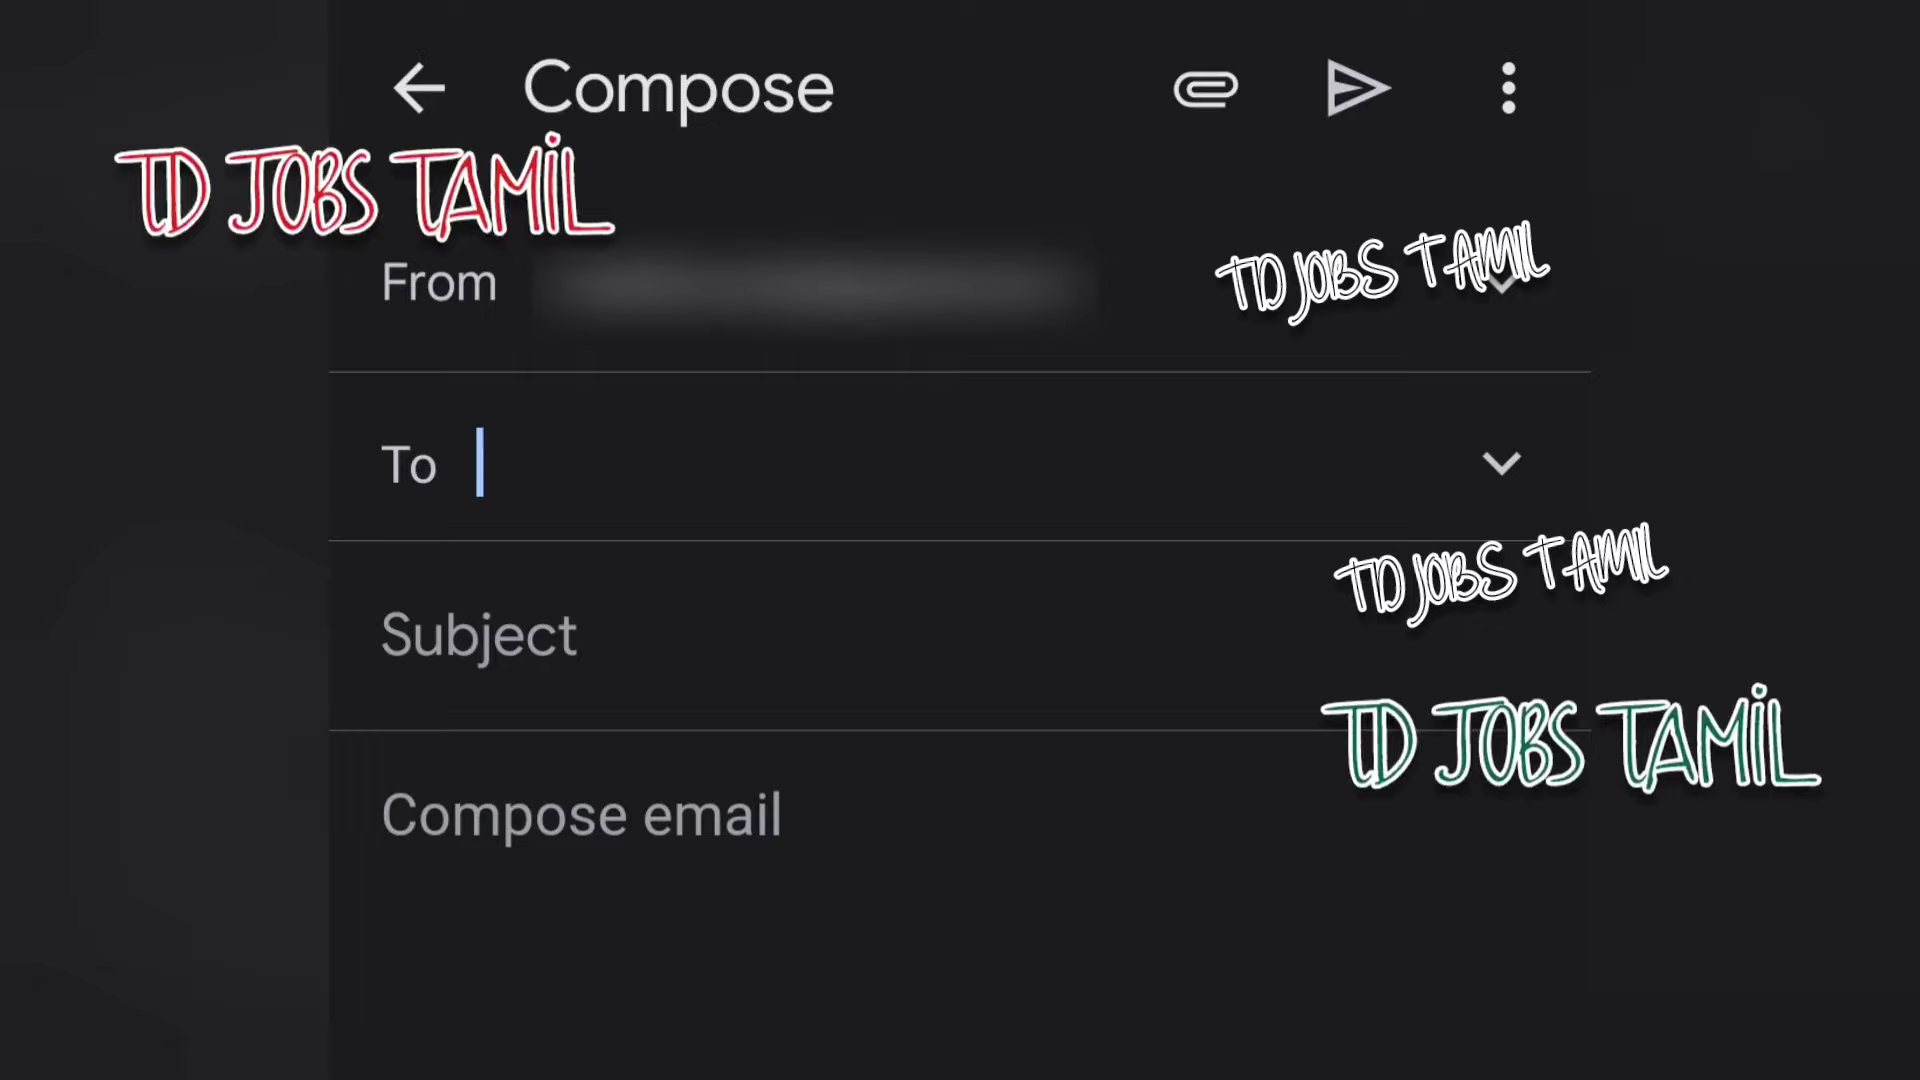 Compose
TD JOBS TAMIL
From
TD JOBS TAMIL
To
TD JOBS TAMIL
Subject
TD JOBS TAMIL
Compose email